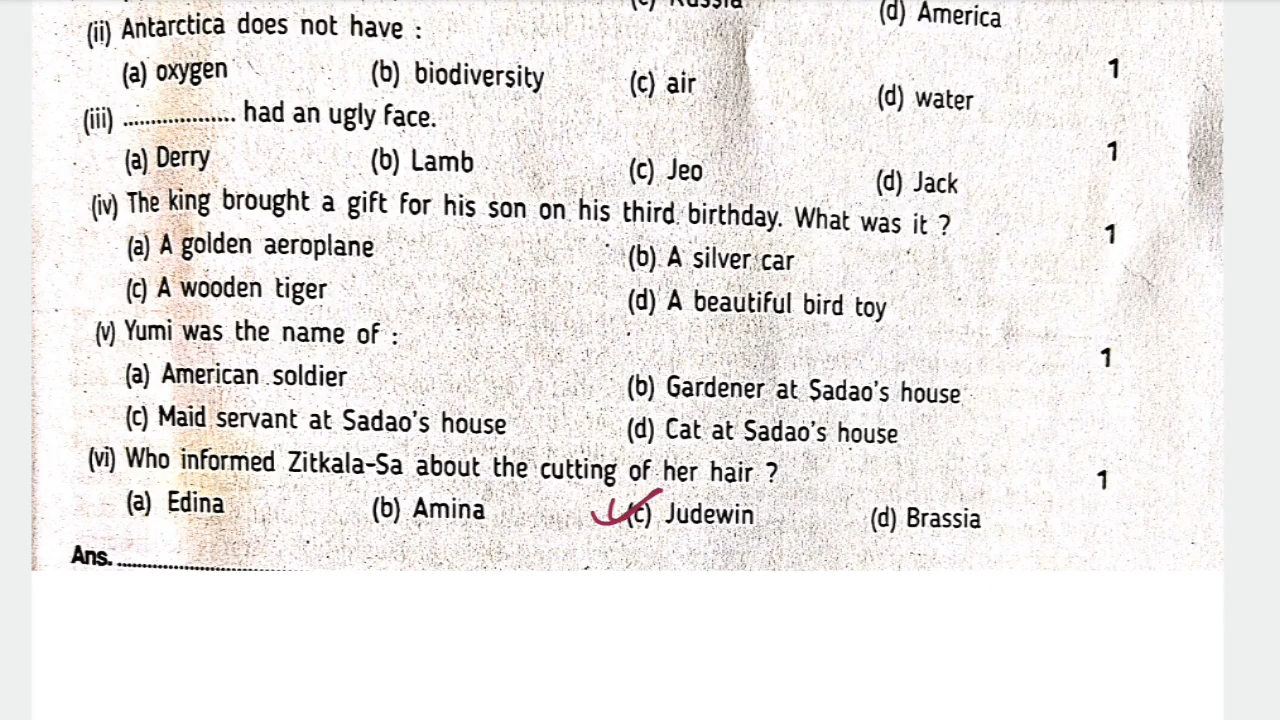 (c) Russia (d) America
(ii) Antarctica does not have :
(a) oxygen (b) biodiversity (c) air (d) water 1
(iii) ................... had an ugly face.
(a) Derry (b) Lamb (c) Jeo (d) Jack 1
(iv) The king brought a gift for his son on his third birthday. What was it ? 1
(a) A golden aeroplane (b) A silver car
(c) A wooden tiger (d) A beautiful bird toy
(v) Yumi was the name of : 1
(a) American soldier (b) Gardener at Sadao's house
(c) Maid servant at Sadao's house (d) Cat at Sadao's house
(vi) Who informed Zitkala-Sa about the cutting of her hair ? 1
(a) Edina (b) Amina (c) Judewin (d) Brassia
Ans. ................................